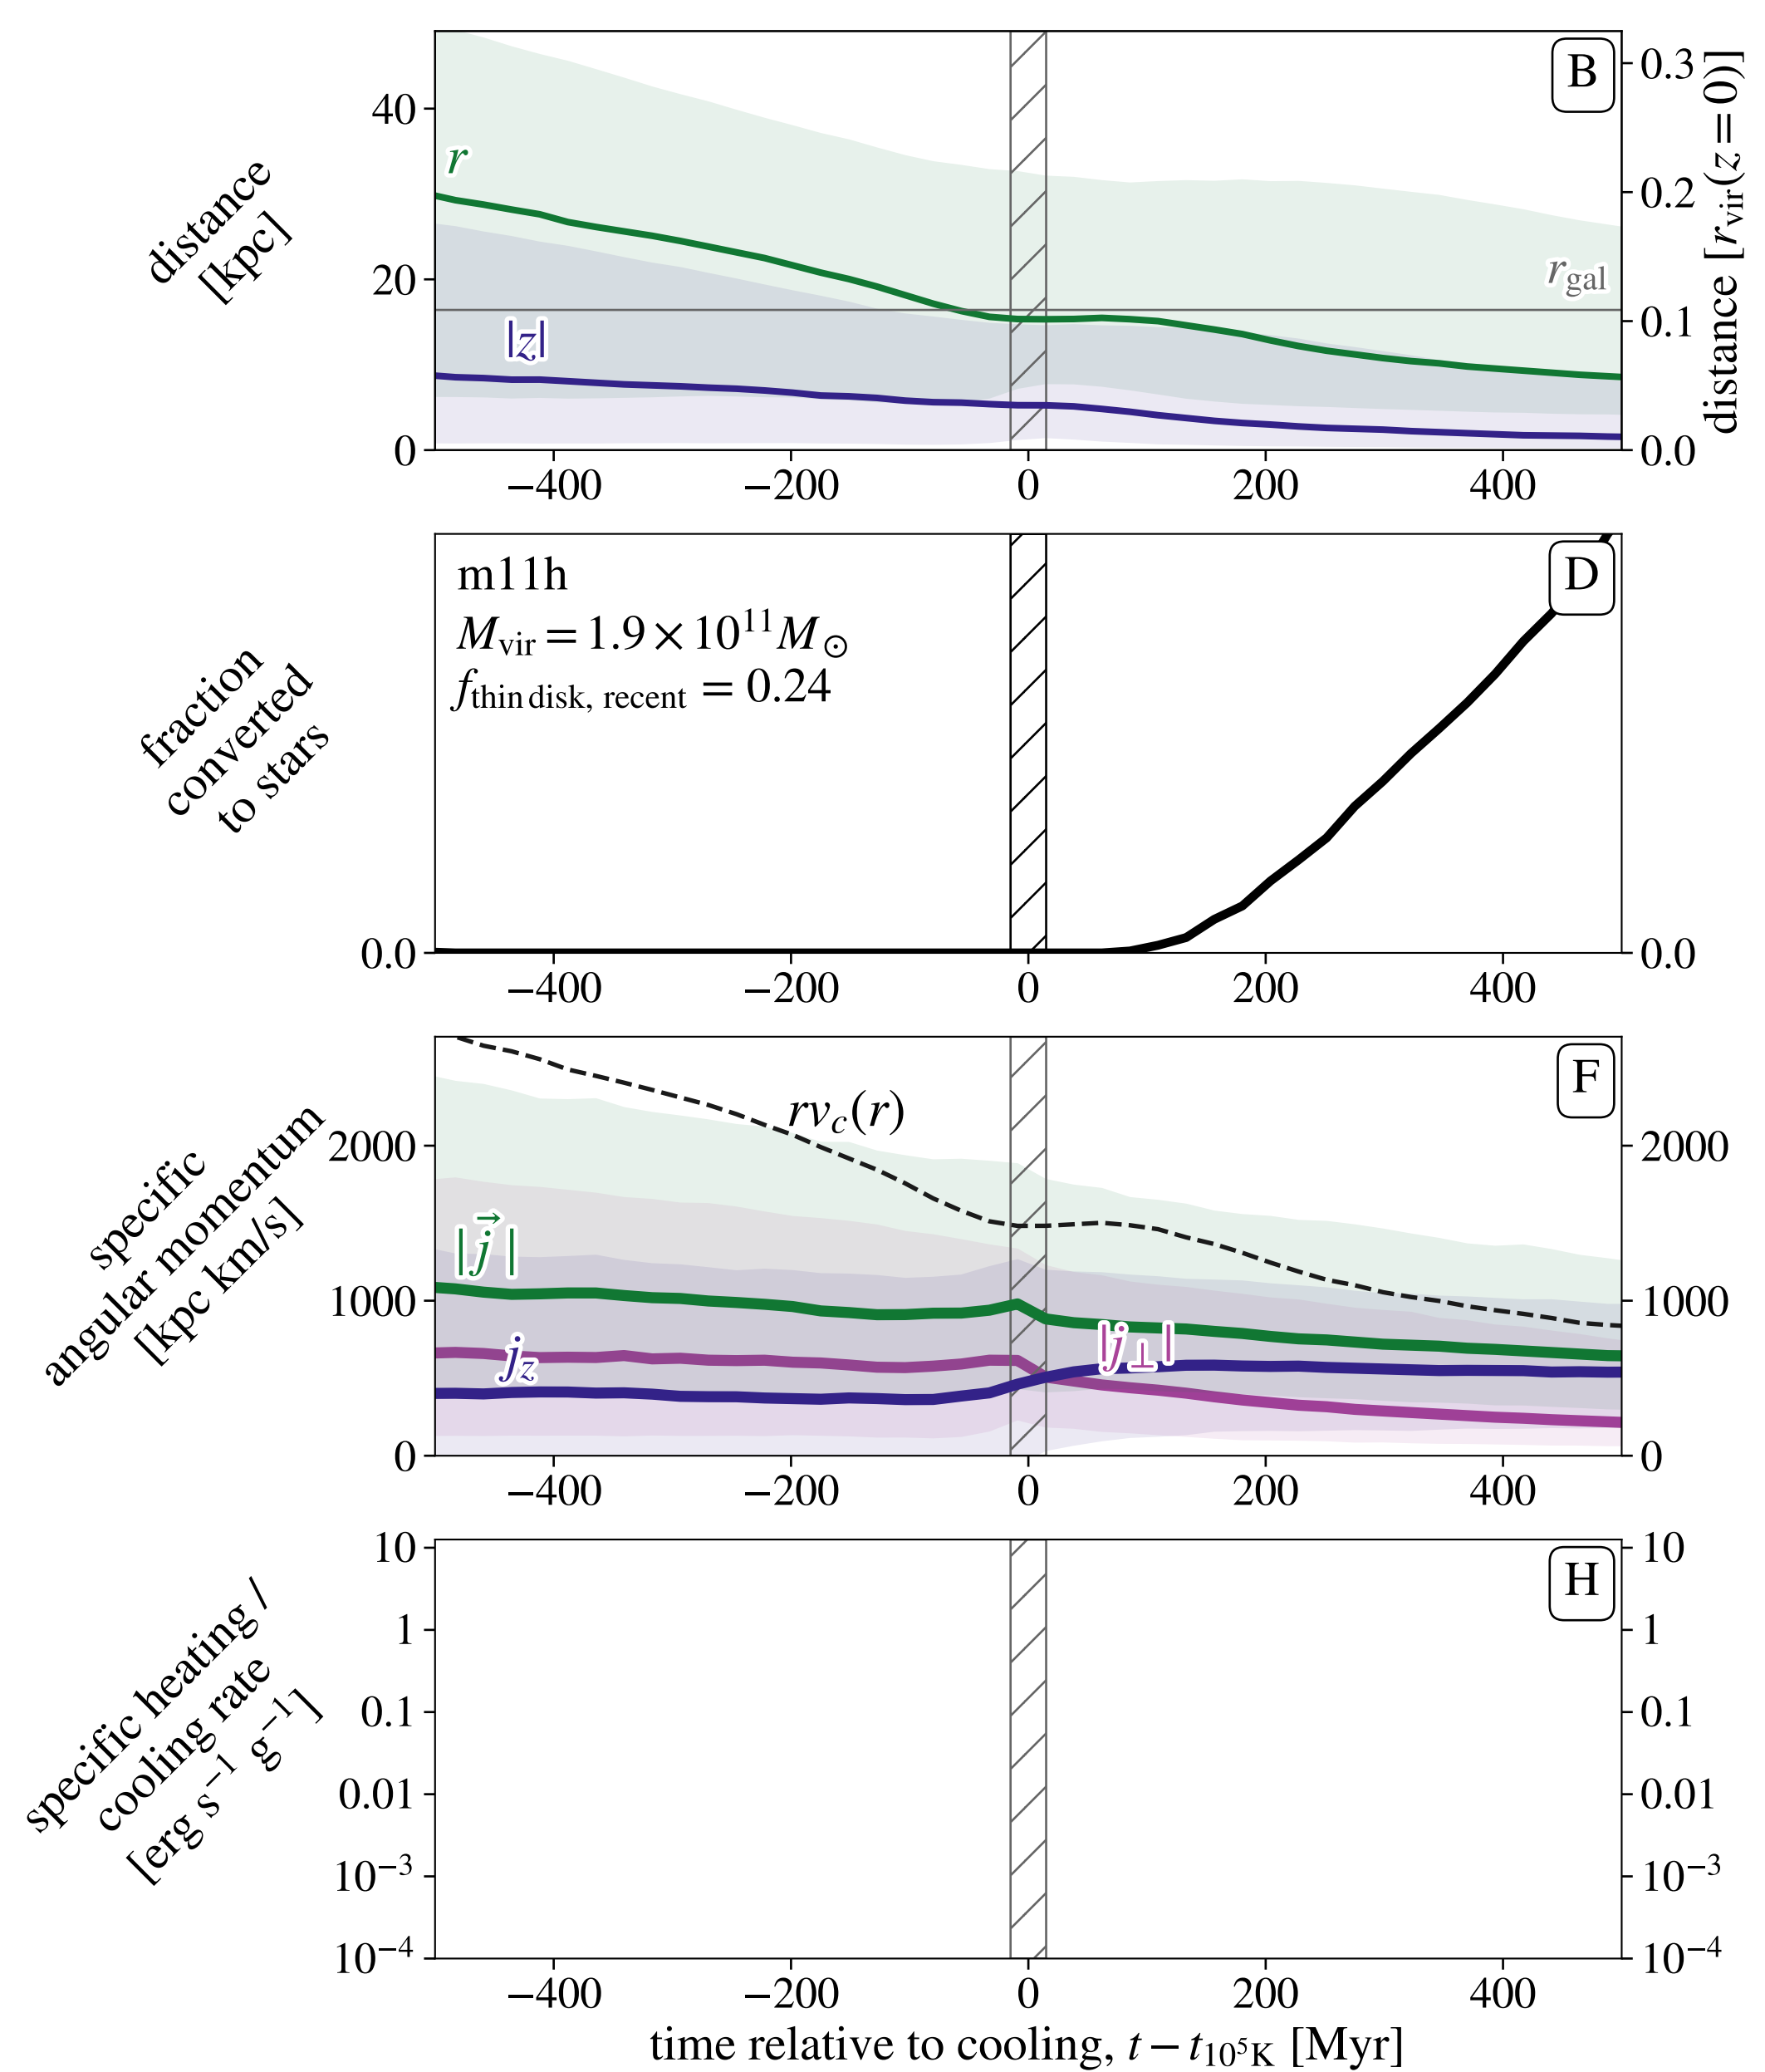 B
distance
[kpc]
40
20
0
r
|z|
r_gal
0.3
0.2
0.1
0.0
distance [r_vir(z=0)]
−400 −200 0 200 400
D
m11h
M_vir = 1.9 × 10^11 M_⊙
f_thin disk, recent = 0.24
fraction
converted
to stars
0.0
0.0
−400 −200 0 200 400
F
specific
angular momentum
[kpc km/s]
2000
1000
0
rv_c(r)
|j⃗|
j_z
|j_⊥|
2000
1000
0
−400 −200 0 200 400
H
specific heating /
cooling rate
[erg s^−1 g^−1]
10
1
0.1
0.01
10^−3
10^−4
10
1
0.1
0.01
10^−3
10^−4
−400 −200 0 200 400
time relative to cooling, t − t_10^5K [Myr]